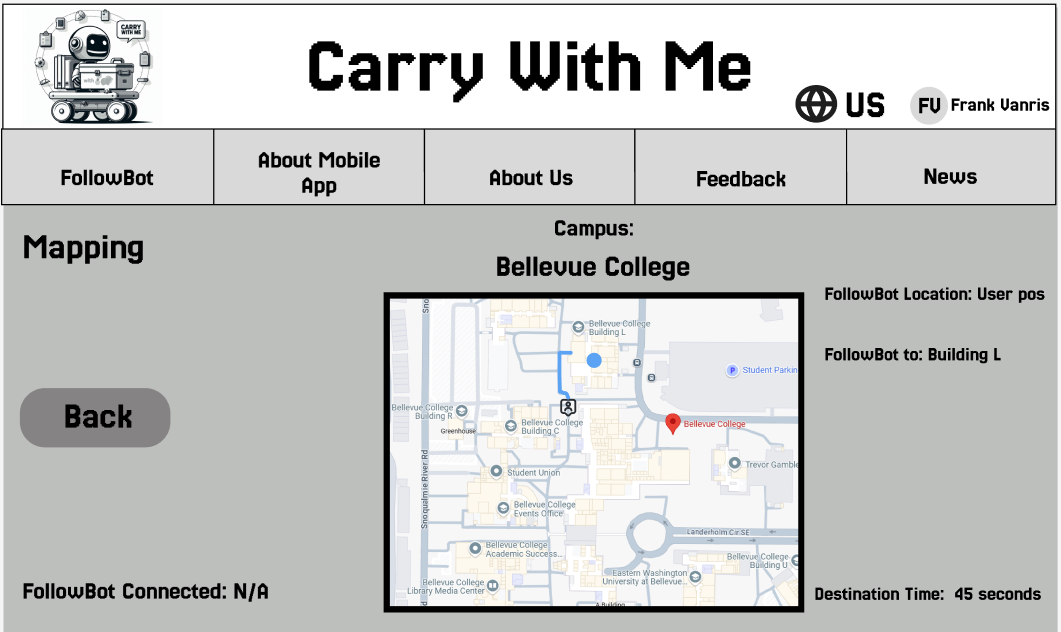 CARRY
WITH ME
Carry With Me
US
FV
Frank Vanris
FollowBot
About Mobile
App
About Us
Feedback
News
Mapping
Campus:
Bellevue College
FollowBot Location: User pos
FollowBot to: Building L
Back
Sno
Bellevue College
Building L
P
Student Parkin
Bellevue College
Building R
Greenhouse
Bellevue College
Building C
Bellevue College
Student Union
Trevor Gamble
Snoqualmie River Rd
Bellevue College
Events Office
Landerholm Cir SE
Bellevue College
Academic Success...
Bellevue College
Building U
Eastern Washington
University at Bellevue...
Bellevue College
Library Media Center
A Building
FollowBot Connected: N/A
Destination Time: 45 seconds